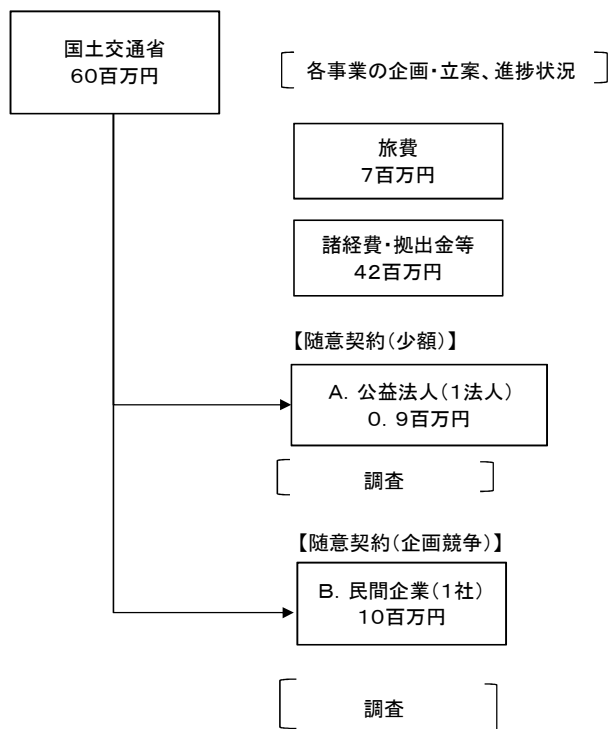 国土交通省
60百万円
各事業の企画・立案、進捗状況
旅費
7百万円
諸経費・拠出金等
42百万円
【随意契約(少額)】
A. 公益法人(1法人)
0. 9百万円
調査
【随意契約(企画競争)】
B. 民間企業(1社)
10百万円
調査